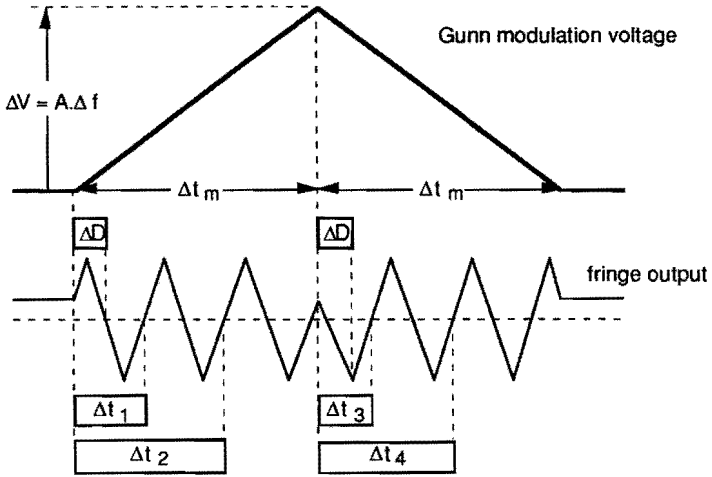 Gunn modulation voltage
ΔV = A.Δ f
Δt m
Δt m
ΔD
ΔD
fringe output
Δt 1
Δt 3
Δt 2
Δt 4